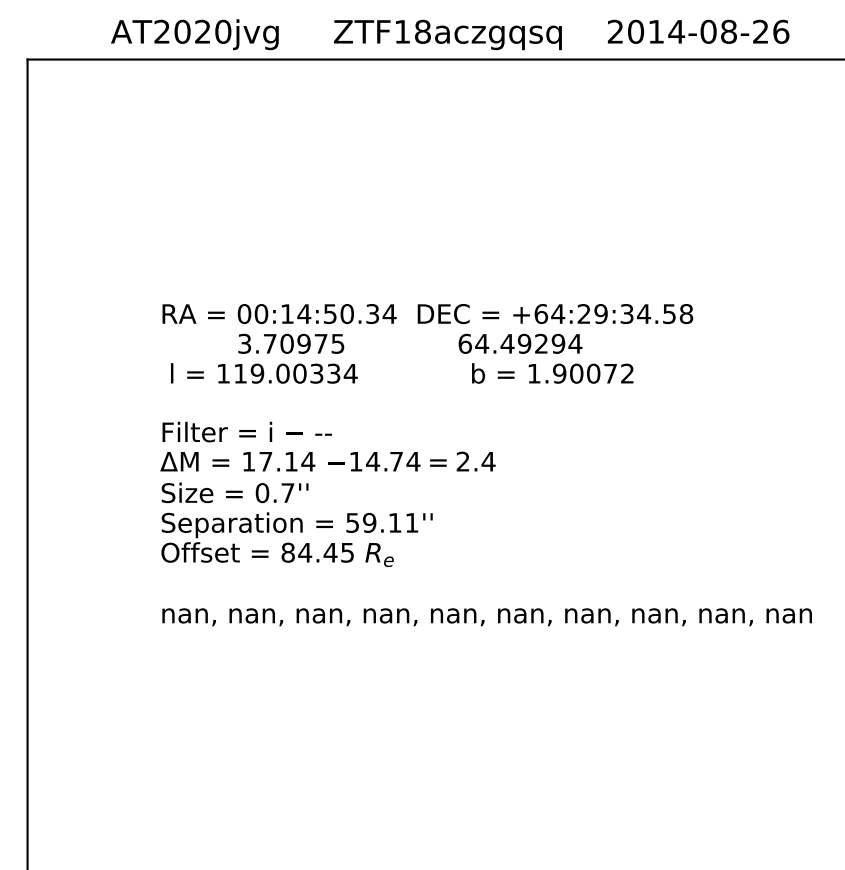 AT2020jvg ZTF18aczgqsq 2014-08-26
RA = 00:14:50.34 DEC = +64:29:34.58
3.70975 64.49294
l = 119.00334 b = 1.90072
Filter = i − --
ΔM = 17.14 −14.74 = 2.4
Size = 0.7''
Separation = 59.11''
Offset = 84.45 Rₑ
nan, nan, nan, nan, nan, nan, nan, nan, nan, nan